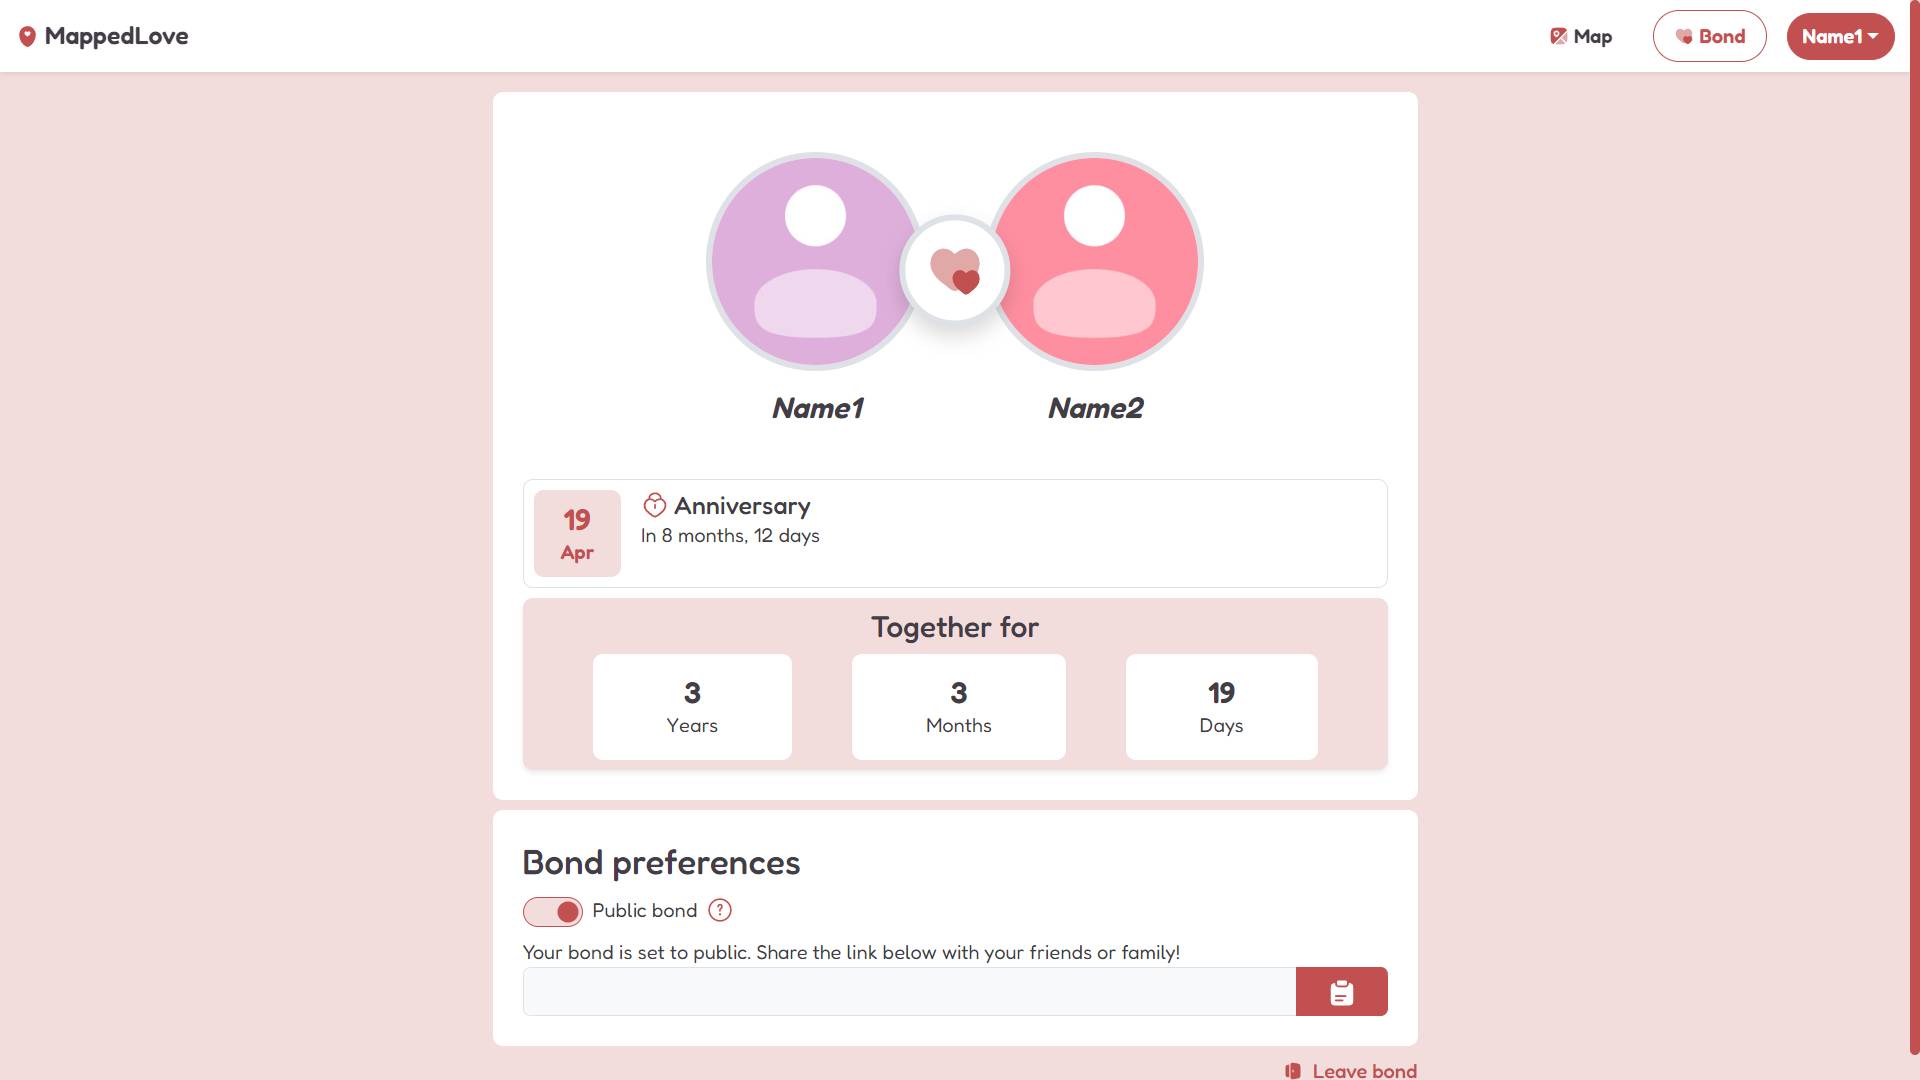 MappedLove
Map
Bond
Name1
Name1
Name2
19
Apr
Anniversary
In 8 months, 12 days
Together for
3
Years
3
Months
19
Days
Bond preferences
Public bond ?
Your bond is set to public. Share the link below with your friends or family!
Leave bond